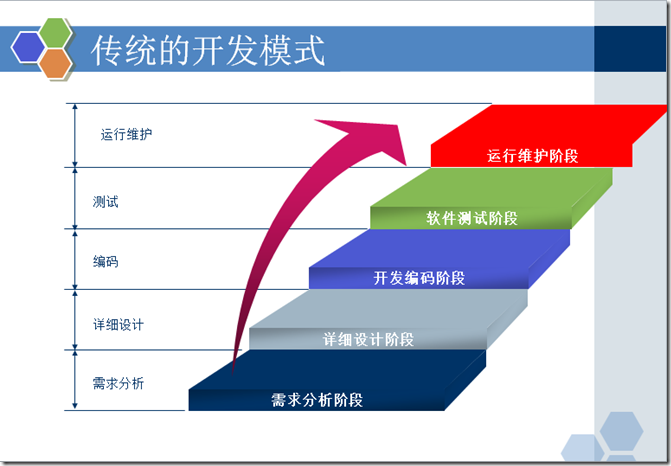 传统的开发模式
运行维护
运行维护阶段
测试
软件测试阶段
编码
开发编码阶段
详细设计
详细设计阶段
需求分析
需求分析阶段